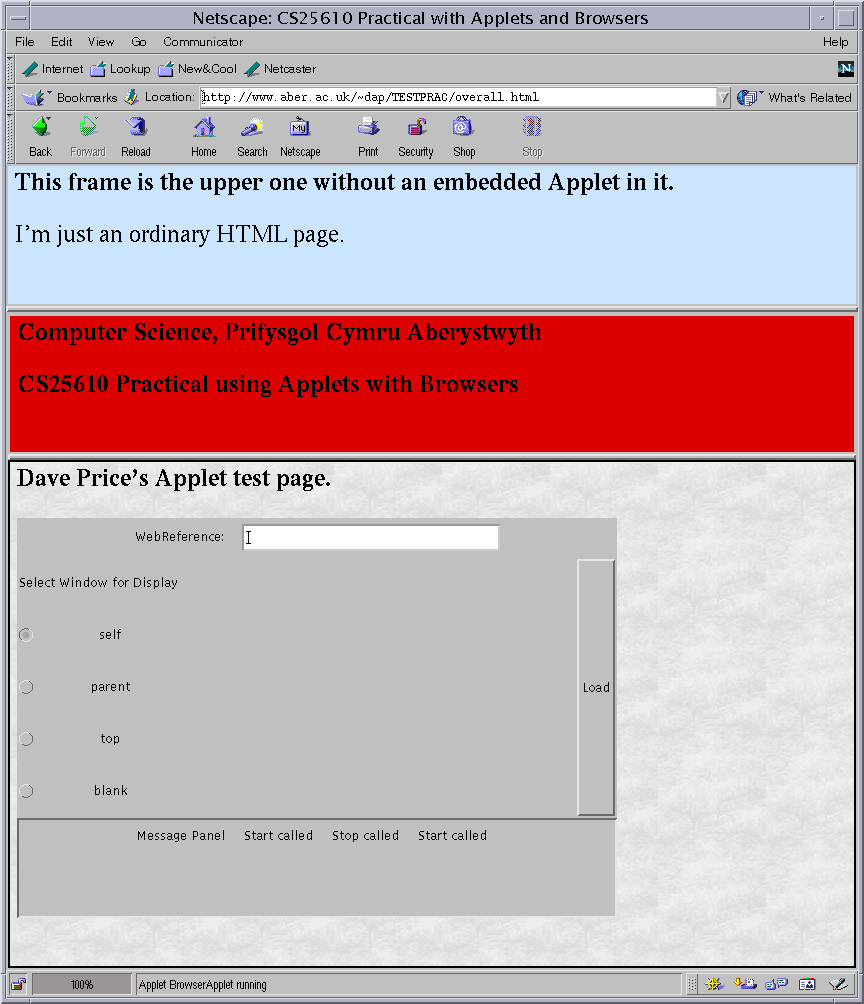 Netscape: CS25610 Practical with Applets and Browsers
File Edit View Go Communicator Help
Internet Lookup New&Cool Netcaster N
Bookmarks Location: http://www.aber.ac.uk/~dap/TESTPRAC/overall.html What's Related
My
Back Forward Reload Home Search Netscape Print Security Shop Stop
This frame is the upper one without an embedded Applet in it.
I'm just an ordinary HTML page.
Computer Science, Prifysgol Cymru Aberystwyth
CS25610 Practical using Applets with Browsers
Dave Price's Applet test page.
WebReference:
Select Window for Display
self
parent
Load
top
blank
Message Panel Start called Stop called Start called
100% Applet BrowserApplet running